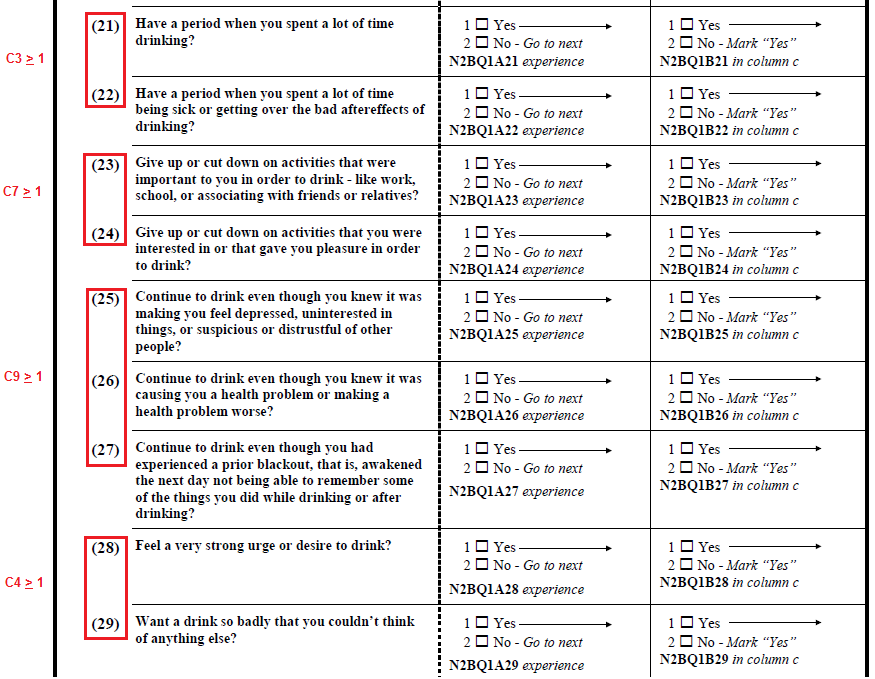 (21) Have a period when you spent a lot of time
drinking?
1 ☐ Yes
2 ☐ No - Go to next
N2BQ1A21 experience
1 ☐ Yes
2 ☐ No - Mark “Yes”
N2BQ1B21 in column c
C3 ≥ 1
(22) Have a period when you spent a lot of time
being sick or getting over the bad aftereffects of
drinking?
1 ☐ Yes
2 ☐ No - Go to next
N2BQ1A22 experience
1 ☐ Yes
2 ☐ No - Mark “Yes”
N2BQ1B22 in column c
(23) Give up or cut down on activities that were
important to you in order to drink - like work,
school, or associating with friends or relatives?
1 ☐ Yes
2 ☐ No - Go to next
N2BQ1A23 experience
1 ☐ Yes
2 ☐ No - Mark “Yes”
N2BQ1B23 in column c
C7 ≥ 1
(24) Give up or cut down on activities that you were
interested in or that gave you pleasure in order
to drink?
1 ☐ Yes
2 ☐ No - Go to next
N2BQ1A24 experience
1 ☐ Yes
2 ☐ No - Mark “Yes”
N2BQ1B24 in column c
(25) Continue to drink even though you knew it was
making you feel depressed, uninterested in
things, or suspicious or distrustful of other
people?
1 ☐ Yes
2 ☐ No - Go to next
N2BQ1A25 experience
1 ☐ Yes
2 ☐ No - Mark “Yes”
N2BQ1B25 in column c
C9 ≥ 1
(26) Continue to drink even though you knew it was
causing you a health problem or making a
health problem worse?
1 ☐ Yes
2 ☐ No - Go to next
N2BQ1A26 experience
1 ☐ Yes
2 ☐ No - Mark “Yes”
N2BQ1B26 in column c
(27) Continue to drink even though you had
experienced a prior blackout, that is, awakened
the next day not being able to remember some
of the things you did while drinking or after
drinking?
1 ☐ Yes
2 ☐ No - Go to next
N2BQ1A27 experience
1 ☐ Yes
2 ☐ No - Mark “Yes”
N2BQ1B27 in column c
(28) Feel a very strong urge or desire to drink?
1 ☐ Yes
2 ☐ No - Go to next
N2BQ1A28 experience
1 ☐ Yes
2 ☐ No - Mark “Yes”
N2BQ1B28 in column c
C4 ≥ 1
(29) Want a drink so badly that you couldn’t think
of anything else?
1 ☐ Yes
2 ☐ No - Go to next
N2BQ1A29 experience
1 ☐ Yes
2 ☐ No - Mark “Yes”
N2BQ1B29 in column c